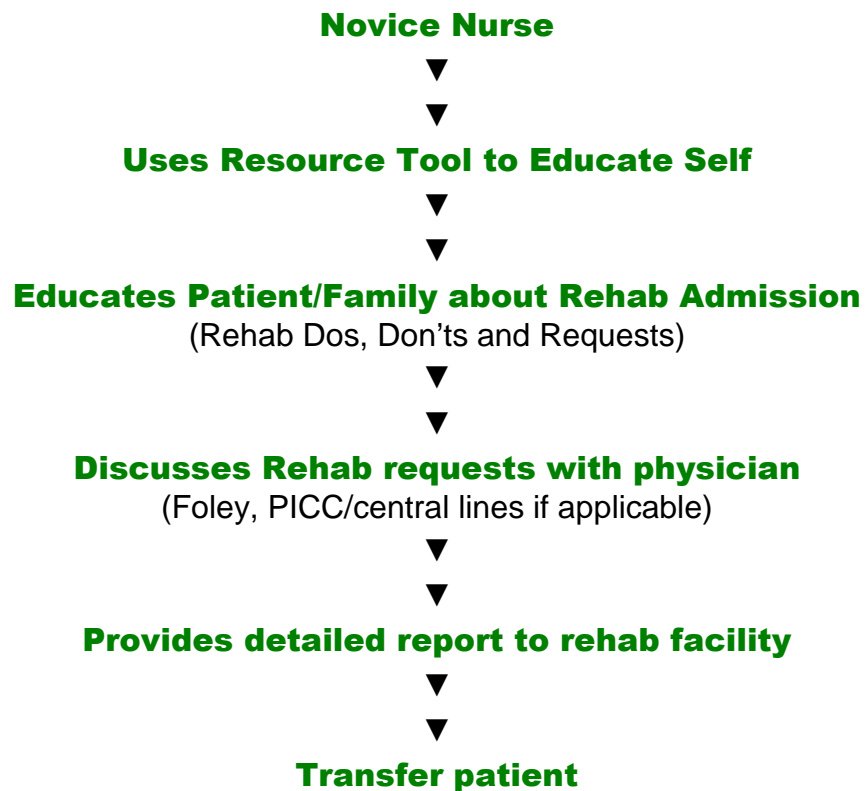 Novice Nurse
▼
▼
Uses Resource Tool to Educate Self
▼
▼
Educates Patient/Family about Rehab Admission
(Rehab Dos, Don’ts and Requests)
▼
▼
Discusses Rehab requests with physician
(Foley, PICC/central lines if applicable)
▼
▼
Provides detailed report to rehab facility
▼
▼
Transfer patient